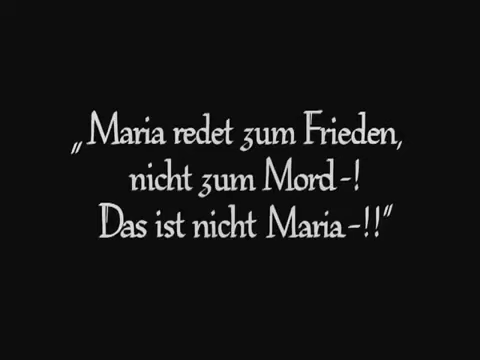 „Maria redet zum Frieden,
nicht zum Mord-!
Das ist nicht Maria-!!“